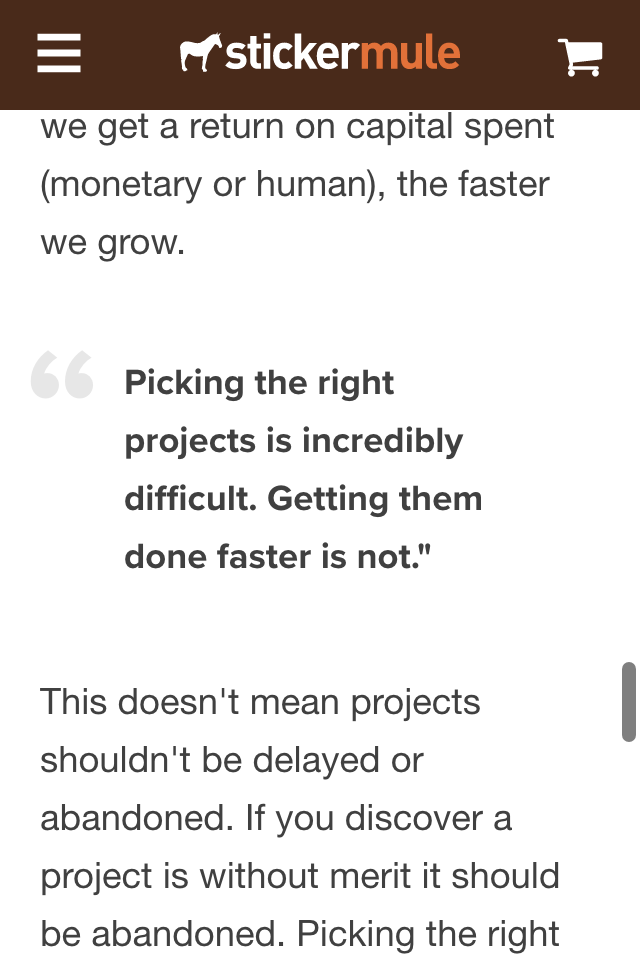 stickermule
we get a return on capital spent
(monetary or human), the faster
we grow.
“ Picking the right
projects is incredibly
difficult. Getting them
done faster is not."
This doesn't mean projects
shouldn't be delayed or
abandoned. If you discover a
project is without merit it should
be abandoned. Picking the right